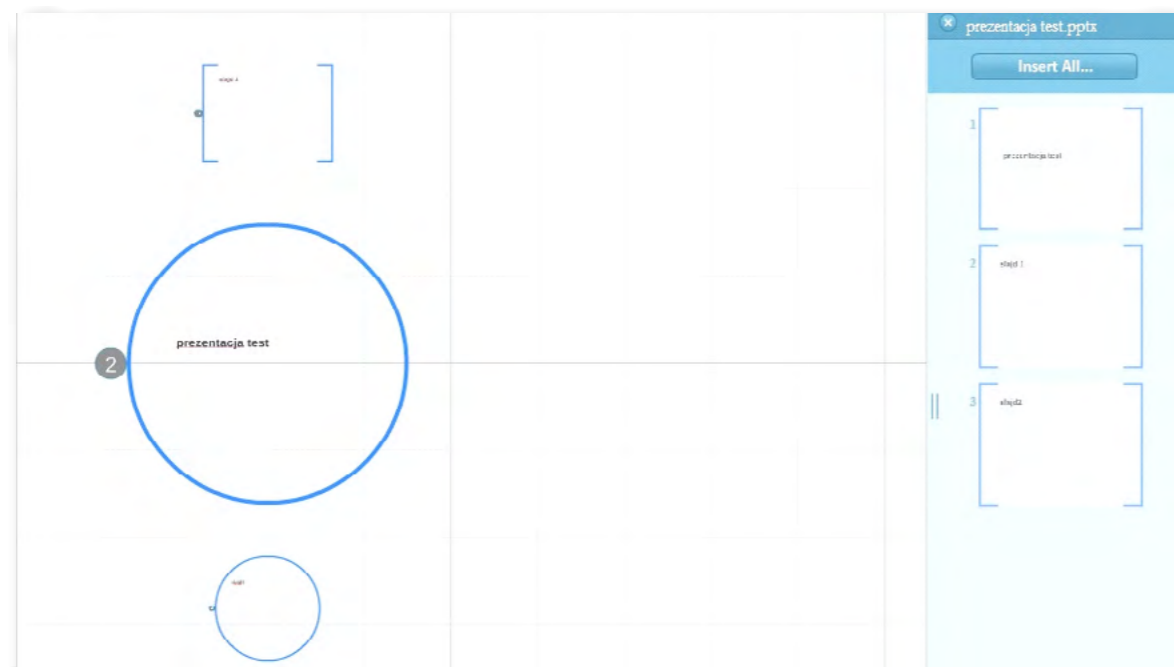 prezentacja test.pptx
Insert All...
1
prezentacja test
2
slajd 1
3
slajd2
2
prezentacja test